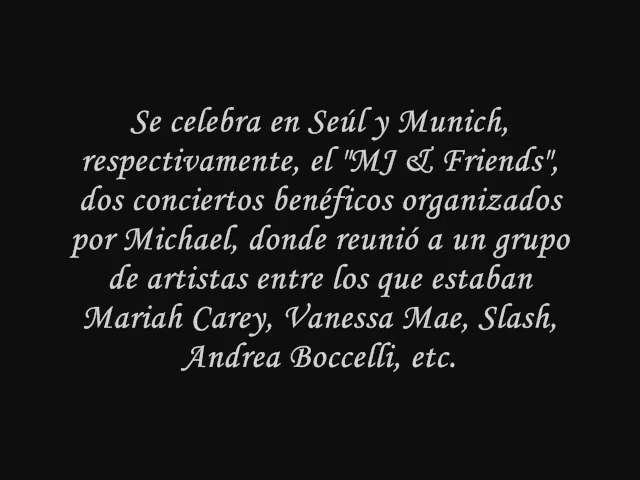 Se celebra en Seúl y Munich,
respectivamente, el "MJ & Friends",
dos conciertos benéficos organizados
por Michael, donde reunió a un grupo
de artistas entre los que estaban
Mariah Carey, Vanessa Mae, Slash,
Andrea Boccelli, etc.